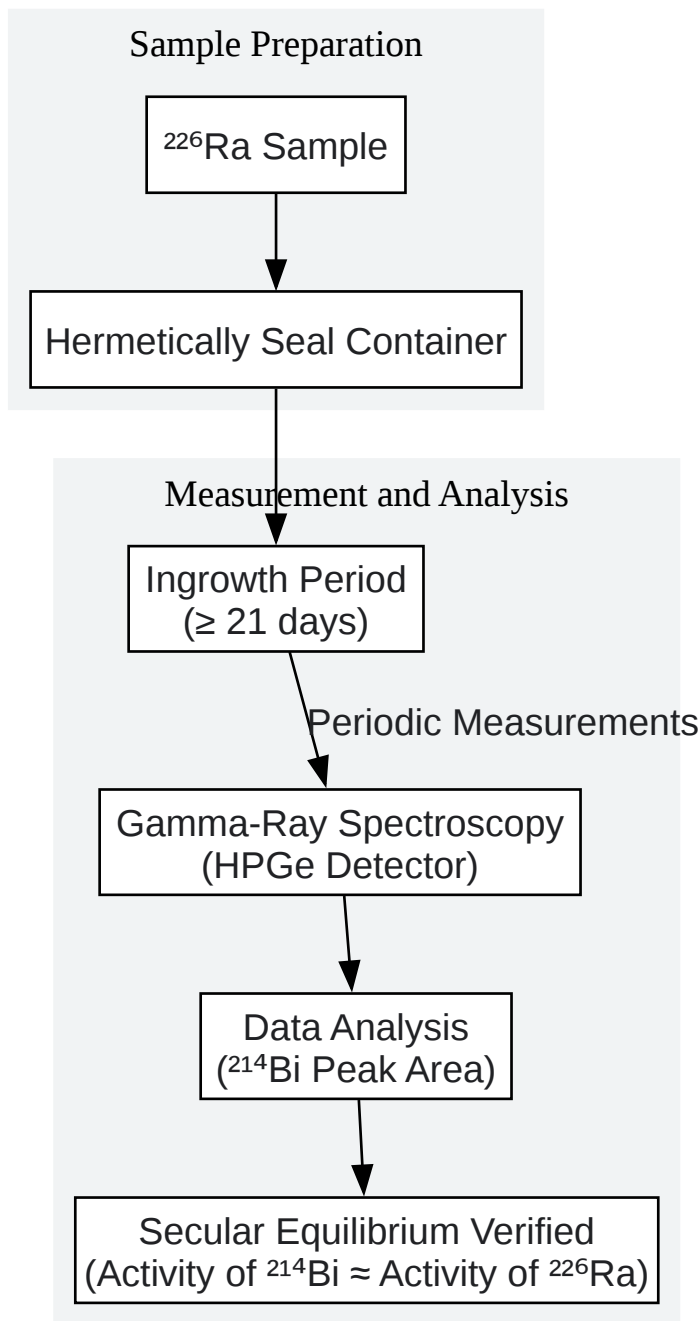 Sample Preparation
²²⁶Ra Sample
Hermetically Seal Container
Measurement and Analysis
Ingrowth Period
(≥ 21 days)
Periodic Measurements
Gamma-Ray Spectroscopy
(HPGe Detector)
Data Analysis
(²¹⁴Bi Peak Area)
Secular Equilibrium Verified
(Activity of ²¹⁴Bi ≈ Activity of ²²⁶Ra)